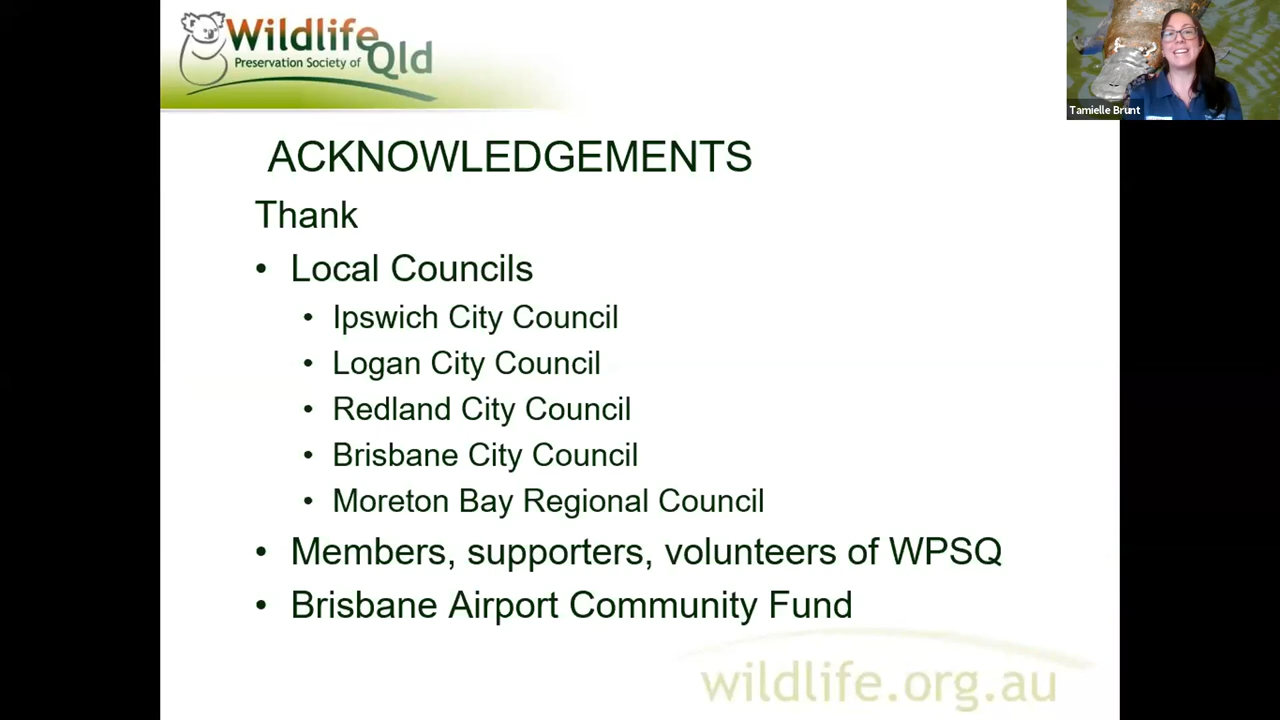 Wildlife
Preservation Society of Qld
Tamielle Brunt
ACKNOWLEDGEMENTS
Thank
• Local Councils
• Ipswich City Council
• Logan City Council
• Redland City Council
• Brisbane City Council
• Moreton Bay Regional Council
• Members, supporters, volunteers of WPSQ
• Brisbane Airport Community Fund
wildlife.org.au